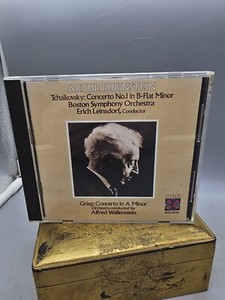 ARTHUR RUBINSTEIN
Tchaikovsky: Concerto No.1 in B-Flat Minor
Boston Symphony Orchestra
Erich Leinsdorf, Conductor
Grieg: Concerto in A Minor
Orchestra conducted by
Alfred Wallenstein